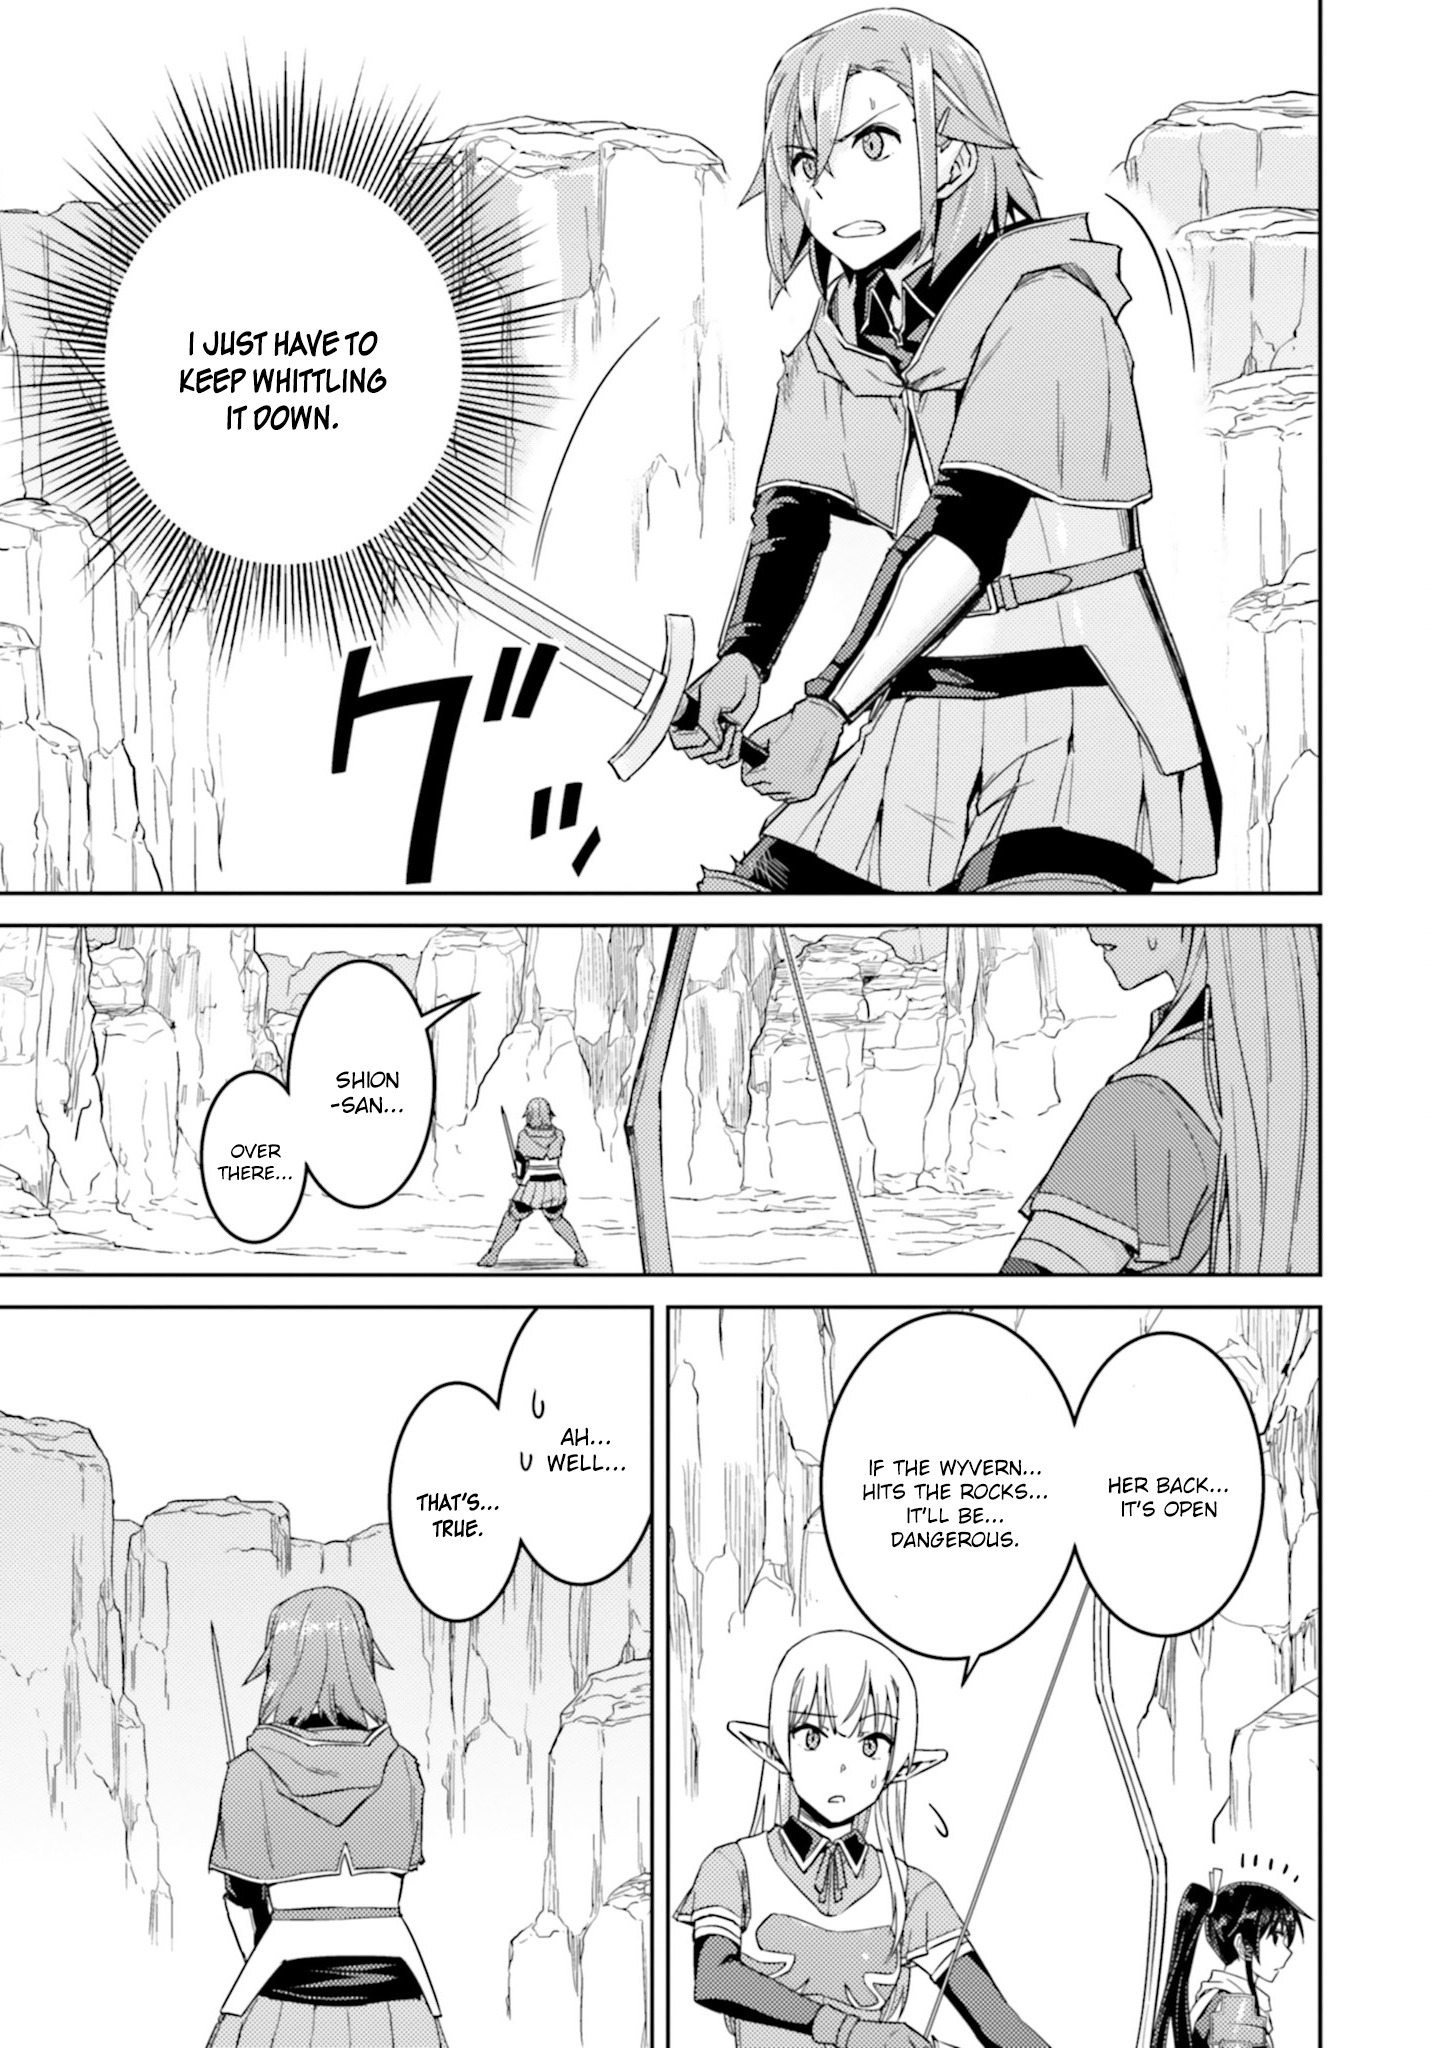 I JUST HAVE TO
KEEP WHITTLING
IT DOWN.
グッ
SHION
-SAN...
OVER
THERE...
HER BACK...
IT'S OPEN
IF THE WYVERN...
HITS THE ROCKS...
IT'LL BE...
DANGEROUS.
AH...
WELL...
THAT'S...
TRUE.